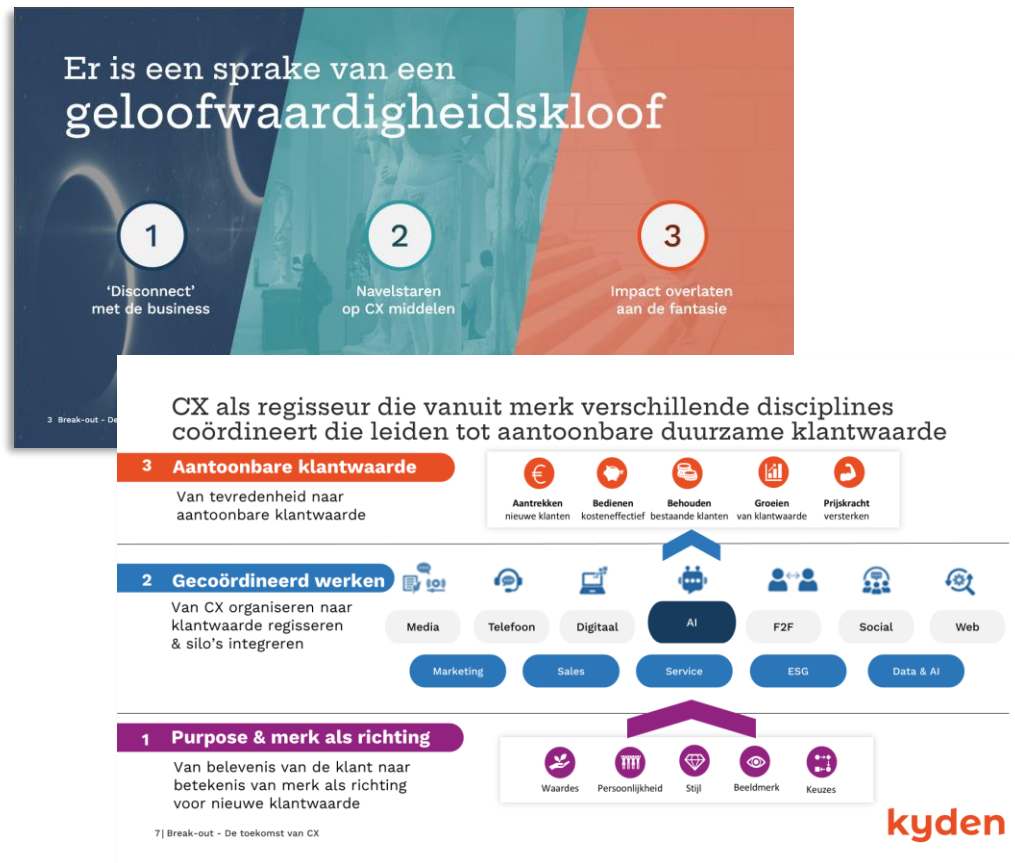 Er is een sprake van een
geloofwaardigheidskloof
1
'Disconnect'
met de business
2
Navelstaren
op CX middelen
3
Impact overlaten
aan de fantasie
3 Break-out - De
CX als regisseur die vanuit merk verschillende disciplines
coördineert die leiden tot aantoonbare duurzame klantwaarde
3 Aantoonbare klantwaarde
Van tevredenheid naar
aantoonbare klantwaarde
€
Aantrekken
nieuwe klanten
Bedienen
kosteneffectief
Behouden
bestaande klanten
Groeien
van klantwaarde
Prijskracht
versterken
2 Gecoördineerd werken
Van CX organiseren naar
klantwaarde regisseren
& silo's integreren
Media
Telefoon
Digitaal
AI
F2F
Social
Web
Marketing
Sales
Service
ESG
Data & AI
1 Purpose & merk als richting
Van belevenis van de klant naar
betekenis van merk als richting
voor nieuwe klantwaarde
Waardes
Persoonlijkheid
Stijl
Beeldmerk
Keuzes
7| Break-out - De toekomst van CX
kyden